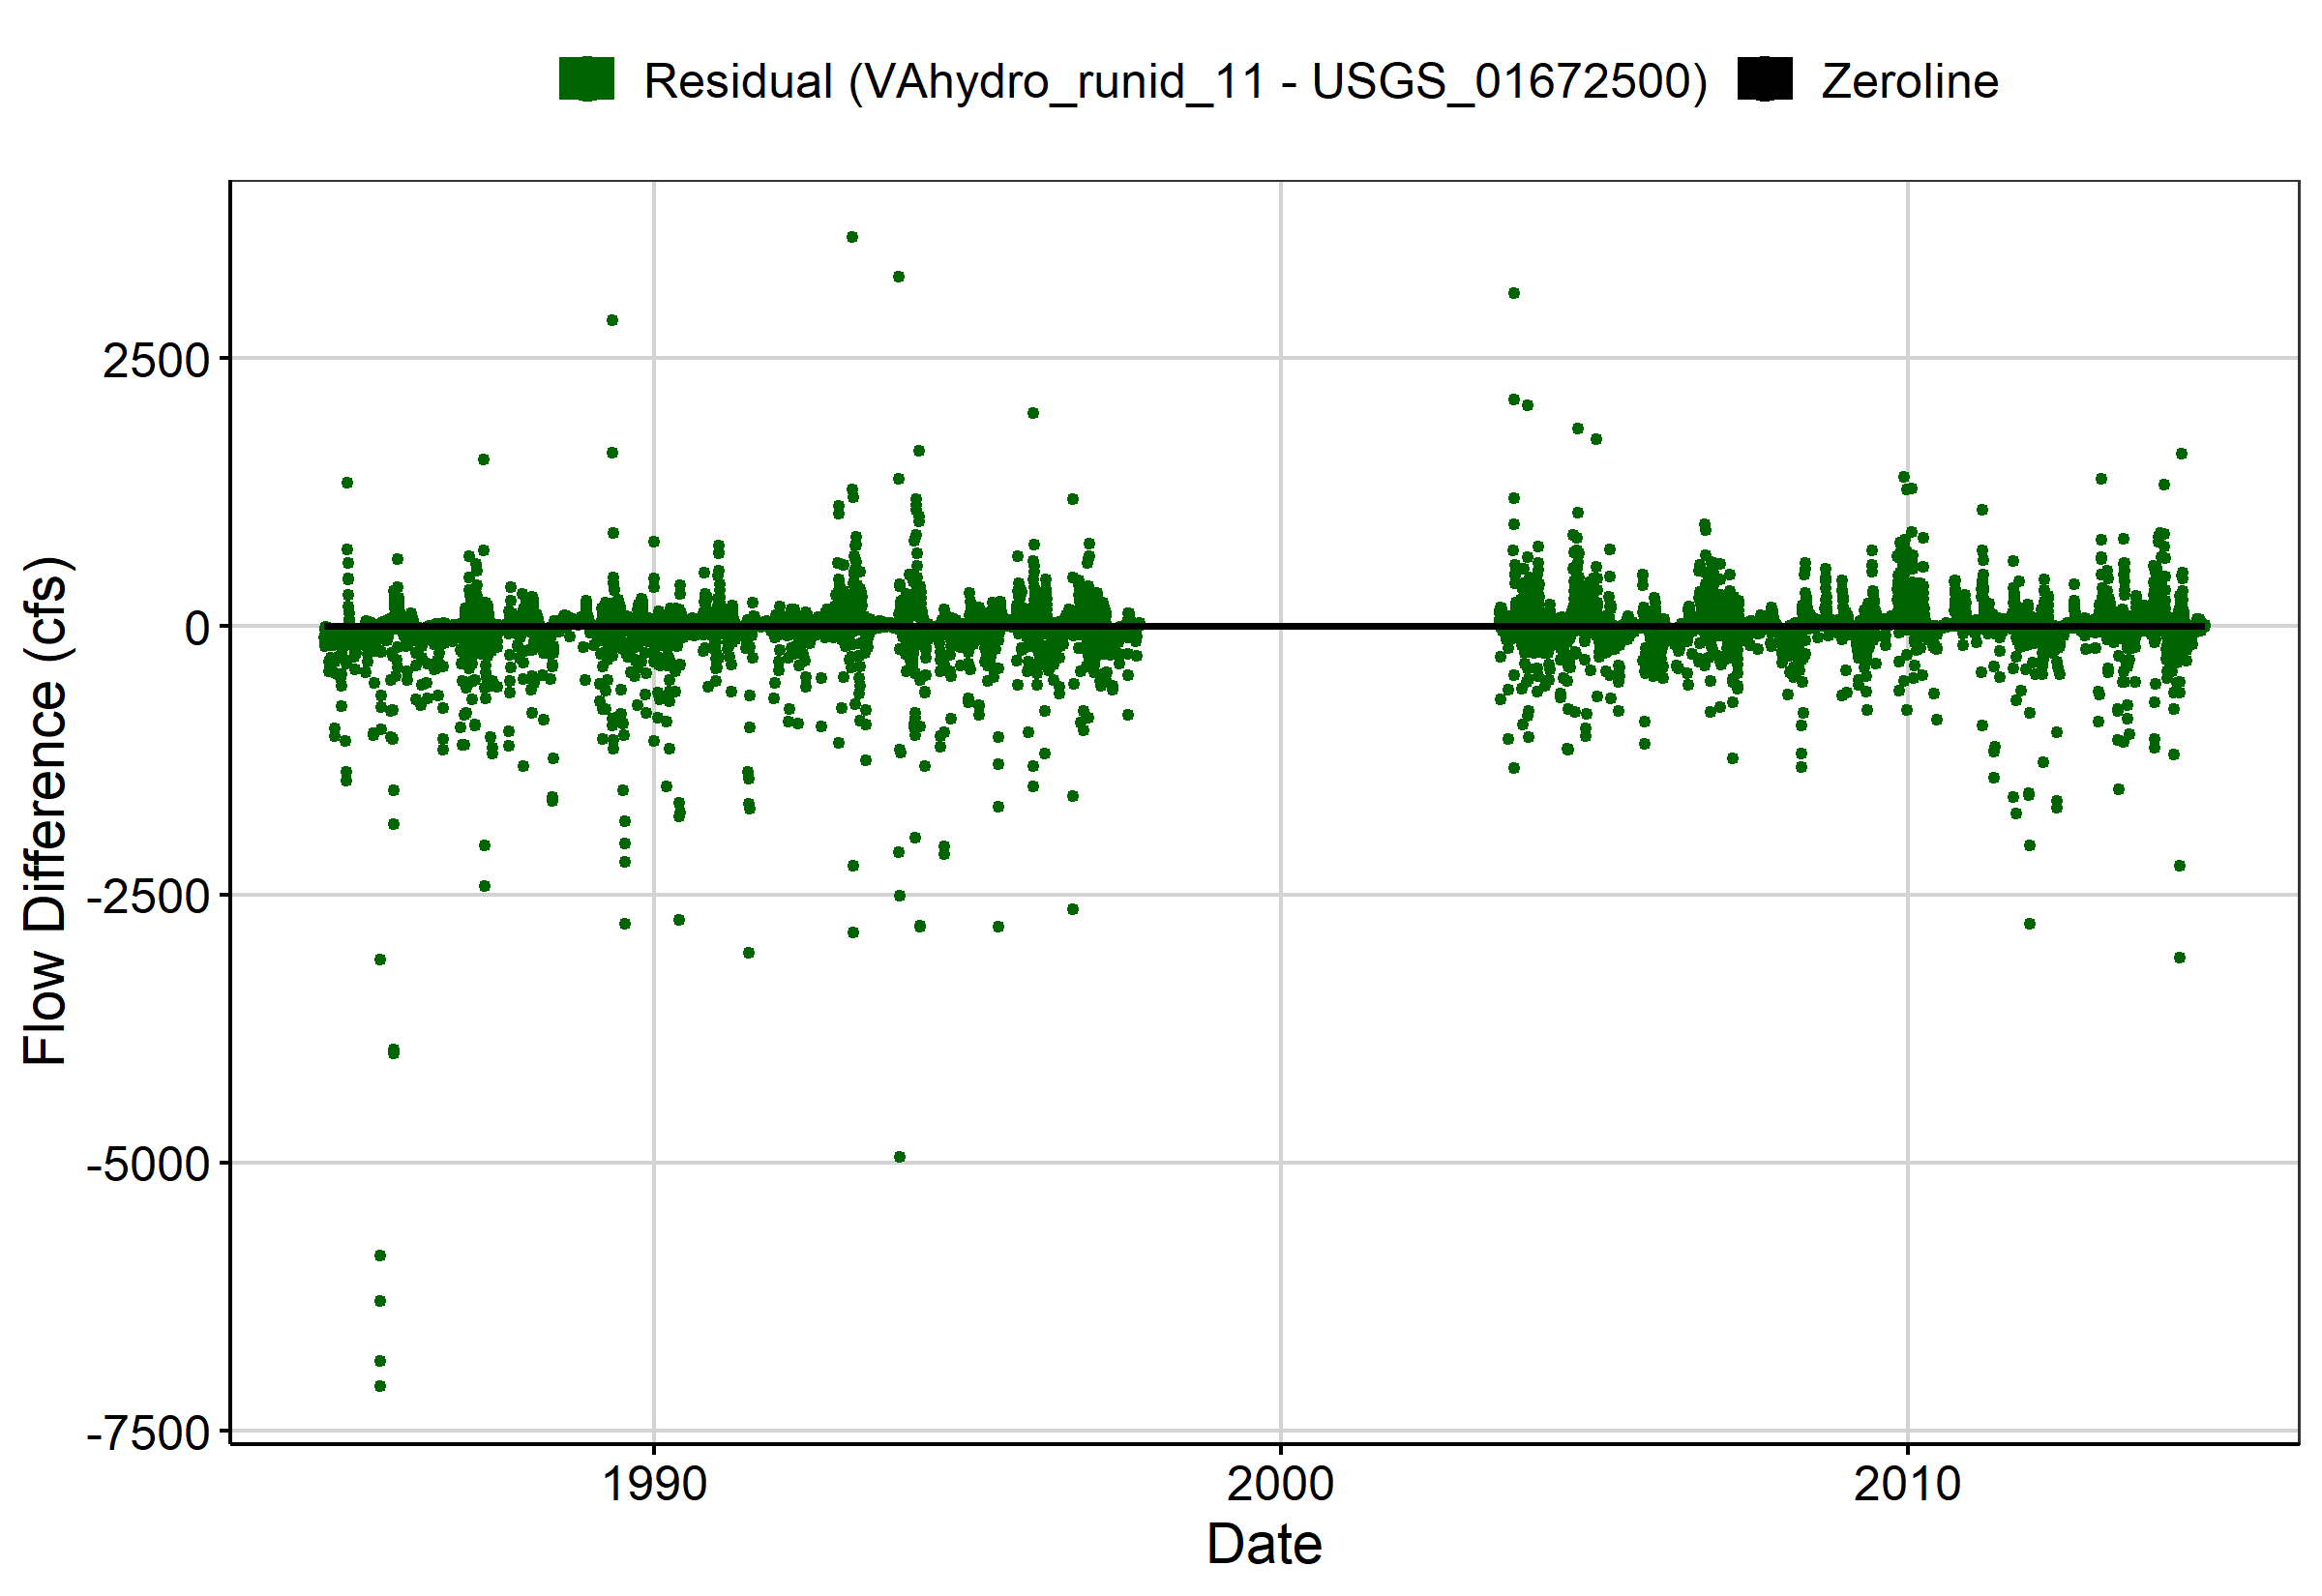 Residual (VAhydro_runid_11 - USGS_01672500) Zeroline
Flow Difference (cfs)
2500
0
-2500
-5000
-7500
1990 2000 2010
Date